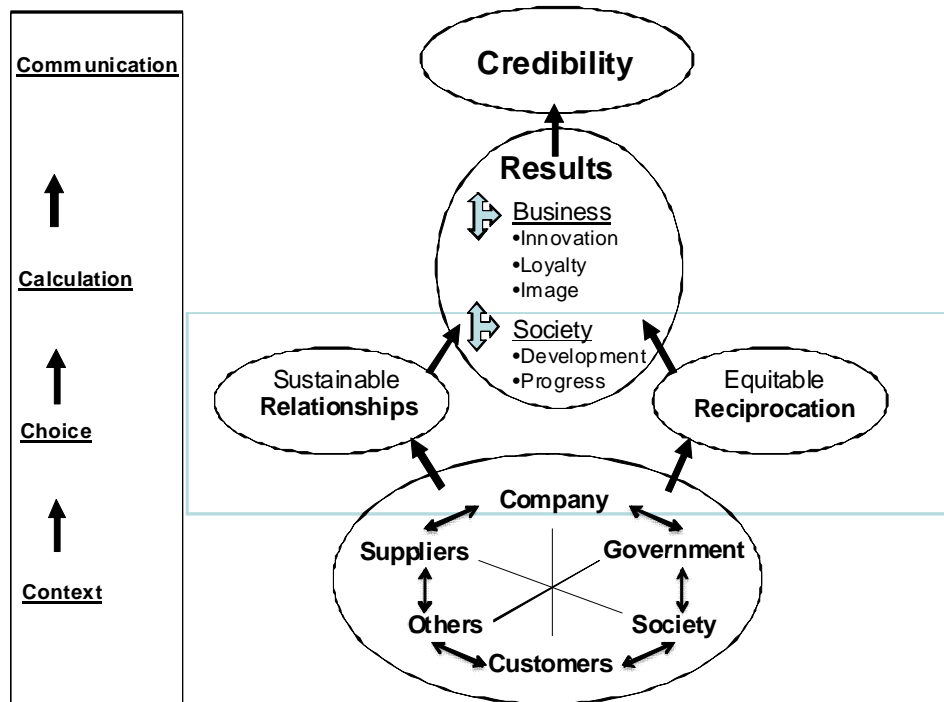 Communication
Calculation
Choice
Context
Credibility
Results
Business
•Innovation
•Loyalty
•Image
Society
•Development
•Progress
Sustainable
Relationships
Equitable
Reciprocation
Company
Suppliers
Government
Others
Society
Customers